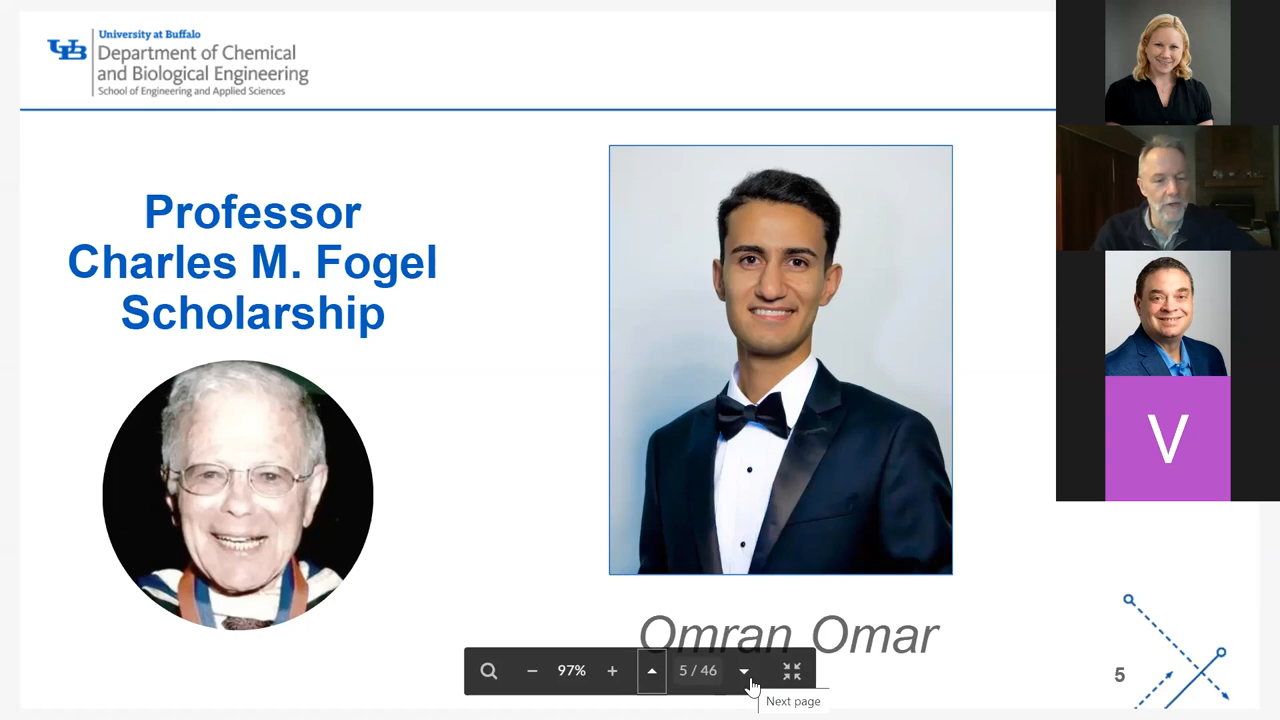 University at Buffalo
UB
Department of Chemical
and Biological Engineering
School of Engineering and Applied Sciences
Professor
Charles M. Fogel
Scholarship
Omran Omar
97%
5 / 46
Next page
5
V